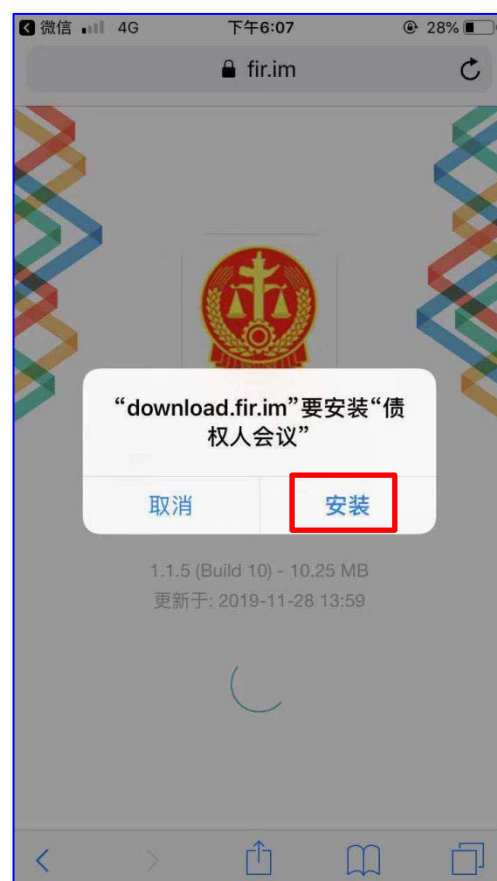 微信 4G 下午6:07 28%
fir.im
“download.fir.im”要安装“债
权人会议”
取消 安装
1.1.5 (Build 10) - 10.25 MB
更新于: 2019-11-28 13:59